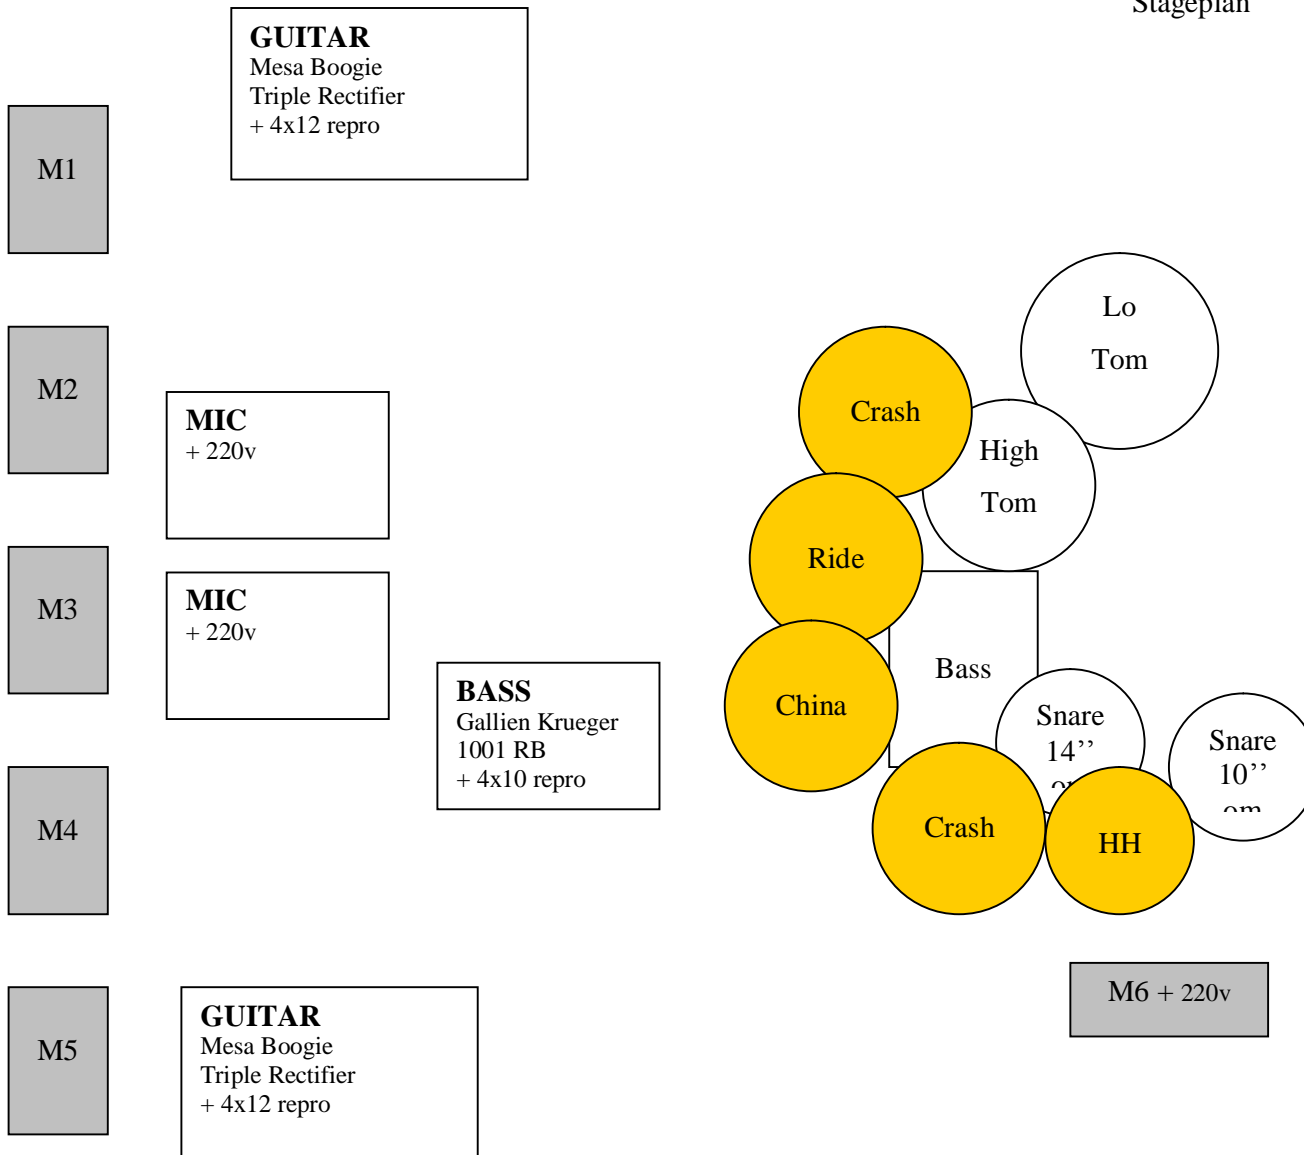 Stageplan
GUITAR
Mesa Boogie
Triple Rectifier
+ 4x12 repro
M1
M2
MIC
+ 220v
Lo
Tom
Crash
High
Tom
Ride
M3
MIC
+ 220v
BASS
Gallien Krueger
1001 RB
+ 4x10 repro
China
Bass
Snare
14’’
Snare
10’’
M4
Crash
HH
M6 + 220v
M5
GUITAR
Mesa Boogie
Triple Rectifier
+ 4x12 repro